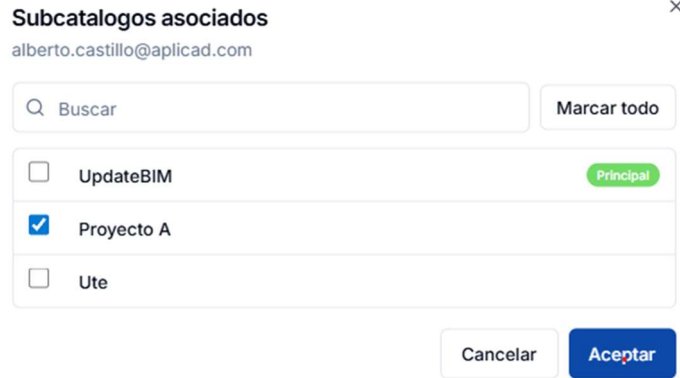 Subcatalogos asociados
alberto.castillo@aplicad.com
Buscar
Marcar todo
UpdateBIM
Principal
Proyecto A
Ute
Cancelar
Aceptar